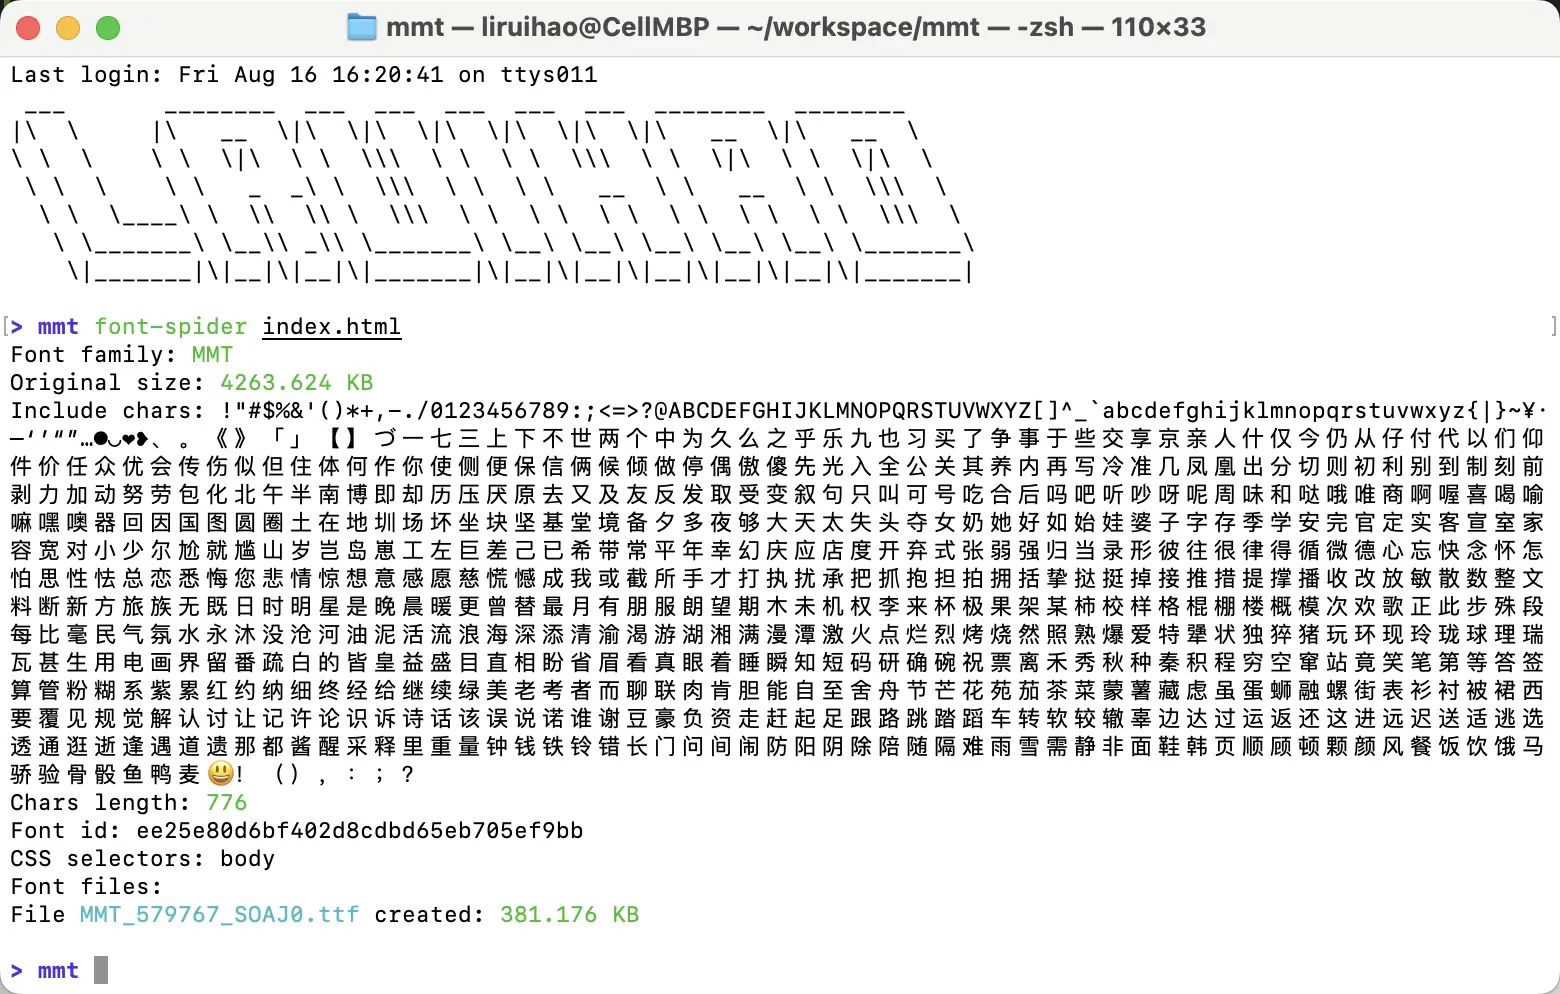 mmt — liruihao@CellMBP — ~/workspace/mmt — -zsh — 110×33
Last login: Fri Aug 16 16:20:41 on ttys011
> mmt font-spider index.html
Font family: MMT
Original size: 4263.624 KB
Include chars: !"#$%&'()*+,-./0123456789:;<=>?@ABCDEFGHIJKLMNOPQRSTUVWXYZ[]^_`abcdefghijklmnopqrstuvwxyz{|}~¥·
—‘’“”…●◡❤❥、。《》「」【】づ一七三上下不世两个中为久么之乎乐九也习买了争事于些交享京亲人什仅今仍从仔付代以们仰
件价任众优会传伤似但住体何作你使侧便保信俩候倾做停偶傲傻先光入全公关其养内再写冷准几凤凰出分切则初利别到制刻前
剥力加动努劳包化北午半南博即却历压厌原去又及友反发取受变叙句只叫可号吃合后吗吧听吵呀呢周味和哒哦唯商啊喔喜喝喻
嘛嘿噢器回因国图圆圈土在地圳场坏坐块坚基堂境备夕多夜够大天太失头夺女奶她好如始娃婆子字存季学安完官定实客宣室家
容宽对小少尔尬就尴山岁岂岛崽工左巨差己已希带常平年幸幻庆应店度开弃式张弱强归当录形彼往很律得循微德心忘快念怀怎
怕思性怯总恋悉悔您悲情惊想意感愿慈慌憾成我或截所手才打执扰承把抓抱担拍拥括挚挞挺掉接推措提撑播收改放敏散数整文
料断新方旅族无既日时明星是晚晨暖更曾替最月有朋服朗望期木未机权李来杯极果架某柿校样格棍棚楼概模次欢歌正此步殊段
每比毫民气氛水永沐没沧河油泥活流浪海深添清渝渴游湖湘满漫潭激火点烂烈烤烧然照熟爆爱特犟状独猝猪玩环现玲珑球理瑞
瓦甚生用电画界留番疏白的皆皇益盛目直相盼省眉看真眼着睡瞬知短码研确碗祝票离禾秀秋种秦积程穷空窜站竟笑笔第等答签
算管粉糊系紫累红约纳细终经给继续绿美老考者而聊联肉肯胆能自至舍舟节芒花苑茄茶菜蒙薯藏虑虽蛋蛳融螺街表衫衬被裙西
要覆见规觉解认讨让记许论识诉诗话该误说诺谁谢豆豪负资走赶起足跟路跳踏蹈车转软较辙辜边达过运返还这进远迟送适逃选
透通逛逝逢遇道遗那都酱醒采释里重量钟钱铁铃错长门问间闹防阳阴除陪随隔难雨雪需静非面鞋韩页顺顾顿颗颜风餐饭饮饿马
骄验骨骰鱼鸭麦😃！（），：；？
Chars length: 776
Font id: ee25e80d6bf402d8cdbd65eb705ef9bb
CSS selectors: body
Font files:
File MMT_579767_SOAJ0.ttf created: 381.176 KB
> mmt